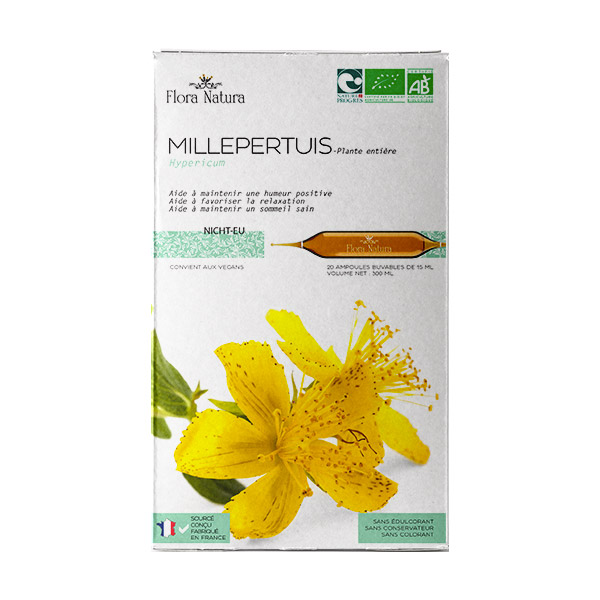 Flora Natura
NATURE
PROGRÈS
AB
MILLEPERTUIS -Plante entière
Hypericum
Aide à maintenir une humeur positive
Aide à favoriser la relaxation
Aide à maintenir un sommeil sain
NICHT-EU
Flora Natura
CONVIENT AUX VEGANS
20 AMPOULES BUVABLES DE 15 ML
VOLUME NET : 300 ML
SOURCÉ
CONÇU
FABRIQUÉ
EN FRANCE
SANS ÉDULCORANT
SANS CONSERVATEUR
SANS COLORANT